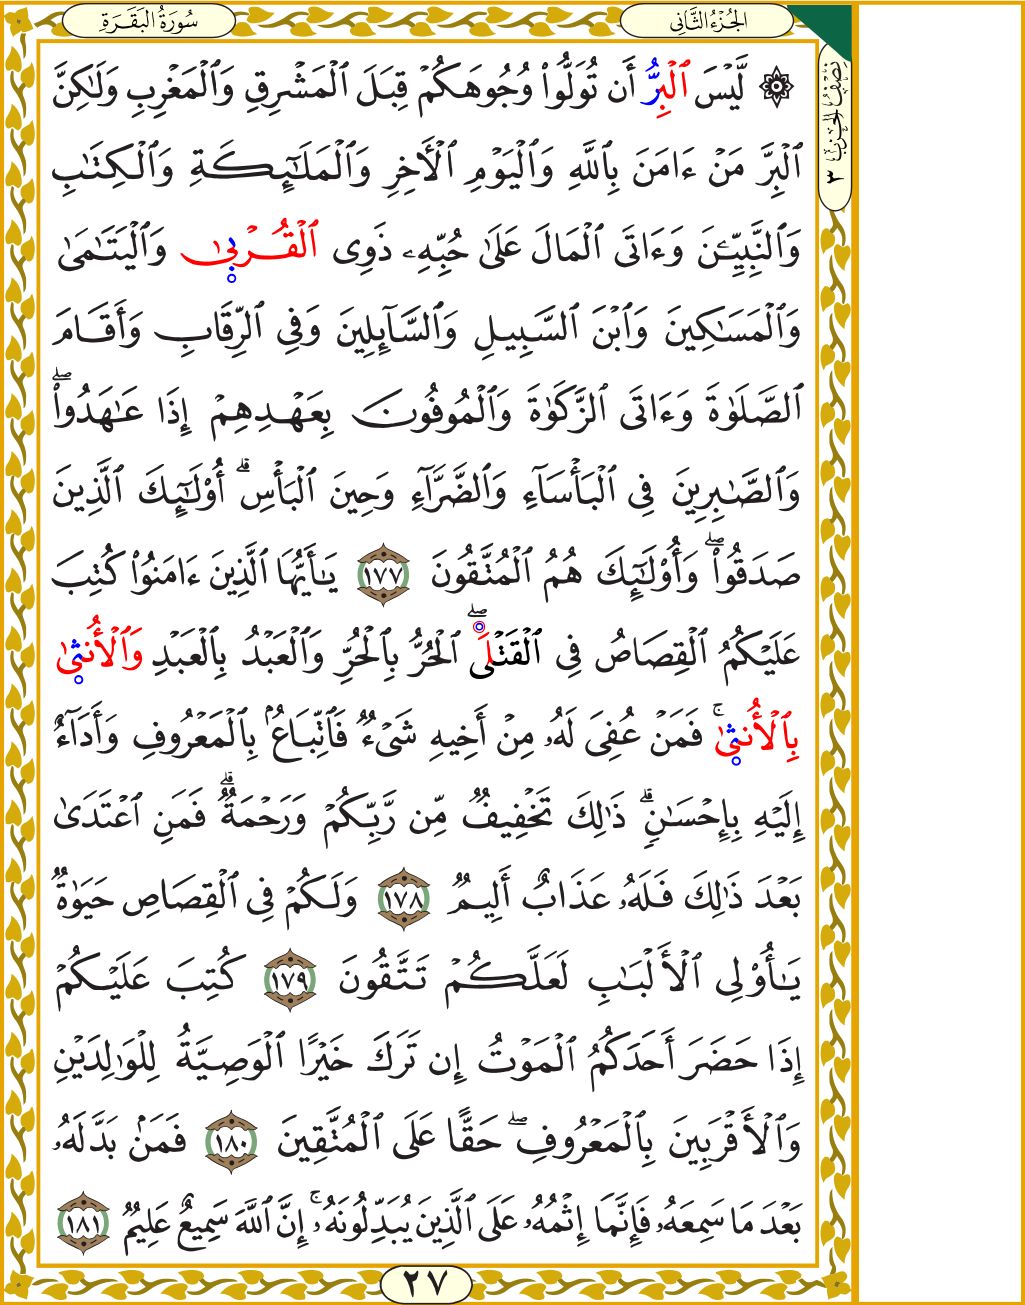 سُورَةُ البَقَرَةِ
الجُزْءُ الثَّانِي
نِصْفُ الحِزْبِ ٣
۞ لَّيْسَ ٱلْبِرُّ أَن تُوَلُّوا۟ وُجُوهَكُمْ قِبَلَ ٱلْمَشْرِقِ وَٱلْمَغْرِبِ وَلَٰكِنَّ
ٱلْبِرَّ مَنْ ءَامَنَ بِٱللَّهِ وَٱلْيَوْمِ ٱلْـَٔاخِرِ وَٱلْمَلَٰٓئِكَةِ وَٱلْكِتَٰبِ
وَٱلنَّبِيِّـۧنَ وَءَاتَى ٱلْمَالَ عَلَىٰ حُبِّهِۦ ذَوِى ٱلْقُرْبَىٰ وَٱلْيَتَٰمَىٰ
وَٱلْمَسَٰكِينَ وَٱبْنَ ٱلسَّبِيلِ وَٱلسَّآئِلِينَ وَفِى ٱلرِّقَابِ وَأَقَامَ
ٱلصَّلَوٰةَ وَءَاتَى ٱلزَّكَوٰةَ وَٱلْمُوفُونَ بِعَهْدِهِمْ إِذَا عَٰهَدُوا۟ۖ
وَٱلصَّٰبِرِينَ فِى ٱلْبَأْسَآءِ وَٱلضَّرَّآءِ وَحِينَ ٱلْبَأْسِۗ أُو۟لَٰٓئِكَ ٱلَّذِينَ
صَدَقُوا۟ۖ وَأُو۟لَٰٓئِكَ هُمُ ٱلْمُتَّقُونَ ١٧٧ يَٰٓأَيُّهَا ٱلَّذِينَ ءَامَنُوا۟ كُتِبَ
عَلَيْكُمُ ٱلْقِصَاصُ فِى ٱلْقَتْلَىۖ ٱلْحُرُّ بِٱلْحُرِّ وَٱلْعَبْدُ بِٱلْعَبْدِ وَٱلْأُنثَىٰ
بِٱلْأُنثَىٰۚ فَمَنْ عُفِىَ لَهُۥ مِنْ أَخِيهِ شَىْءٌ فَٱتِّبَاعٌۢ بِٱلْمَعْرُوفِ وَأَدَآءٌ
إِلَيْهِ بِإِحْسَٰنٍۗ ذَٰلِكَ تَخْفِيفٌ مِّن رَّبِّكُمْ وَرَحْمَةٌۗ فَمَنِ ٱعْتَدَىٰ
بَعْدَ ذَٰلِكَ فَلَهُۥ عَذَابٌ أَلِيمٌ ١٧٨ وَلَكُمْ فِى ٱلْقِصَاصِ حَيَوٰةٌ
يَٰٓأُو۟لِى ٱلْأَلْبَٰبِ لَعَلَّكُمْ تَتَّقُونَ ١٧٩ كُتِبَ عَلَيْكُمْ
إِذَا حَضَرَ أَحَدَكُمُ ٱلْمَوْتُ إِن تَرَكَ خَيْرًا ٱلْوَصِيَّةُ لِلْوَٰلِدَيْنِ
وَٱلْأَقْرَبِينَ بِٱلْمَعْرُوفِۖ حَقًّا عَلَى ٱلْمُتَّقِينَ ١٨٠ فَمَنۢ بَدَّلَهُۥ
بَعْدَ مَا سَمِعَهُۥ فَإِنَّمَآ إِثْمُهُۥ عَلَى ٱلَّذِينَ يُبَدِّلُونَهُۥٓۚ إِنَّ ٱللَّهَ سَمِيعٌ عَلِيمٌ ١٨١
٢٧